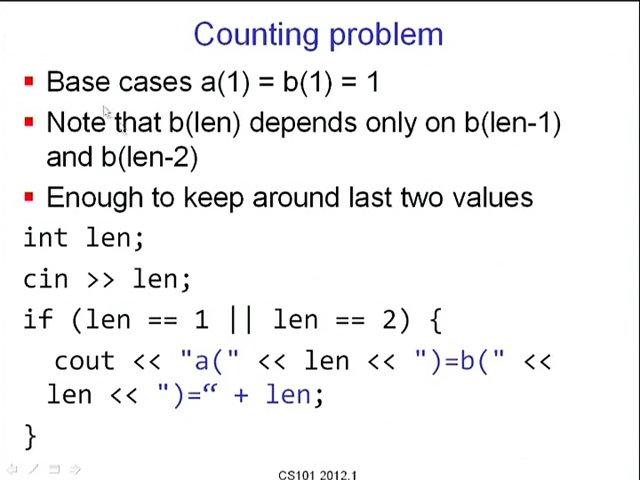 Counting problem
Base cases a(1) = b(1) = 1
Note that b(len) depends only on b(len-1)
and b(len-2)
Enough to keep around last two values
int len;
cin >> len;
if (len == 1 || len == 2) {
cout << "a(" << len << ")=b(" <<
len << ")=“ + len;
}
CS101 2012.1